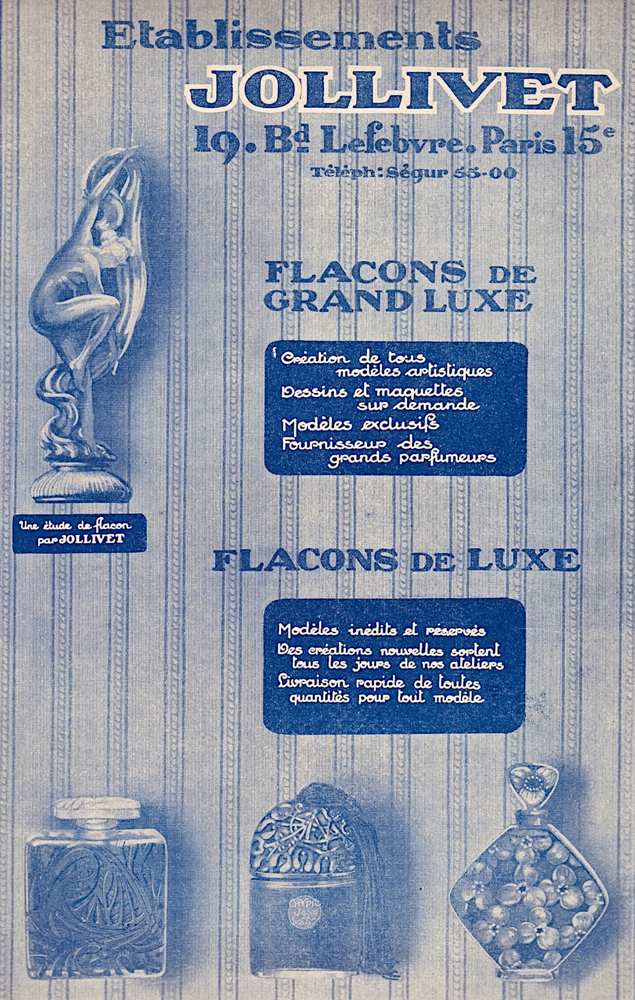 Etablissements
JOLLIVET
19. Bd Lefebvre. Paris 15e
Téléph: Ségur 55-00
FLACONS DE
GRAND LUXE
Création de tous
modèles artistiques
Dessins et maquettes
sur demande
Modèles exclusifs
Fournisseur des
grands parfumeurs
Une étude de flacon
par JOLLIVET
FLACONS DE LUXE
Modèles inédits et réservés
Des créations nouvelles sortent
tous les jours de nos ateliers
Livraison rapide de toutes
quantités pour tout modèle